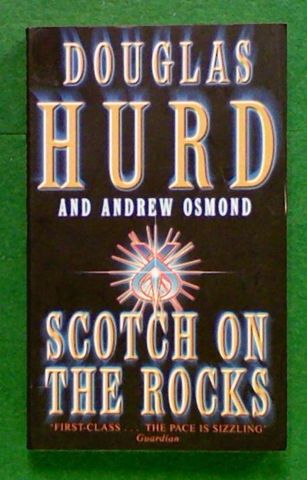 DOUGLAS
HURD
AND ANDREW OSMOND
SCOTCH ON
THE ROCKS
'FIRST-CLASS . . . THE PACE IS SIZZLING'
Guardian